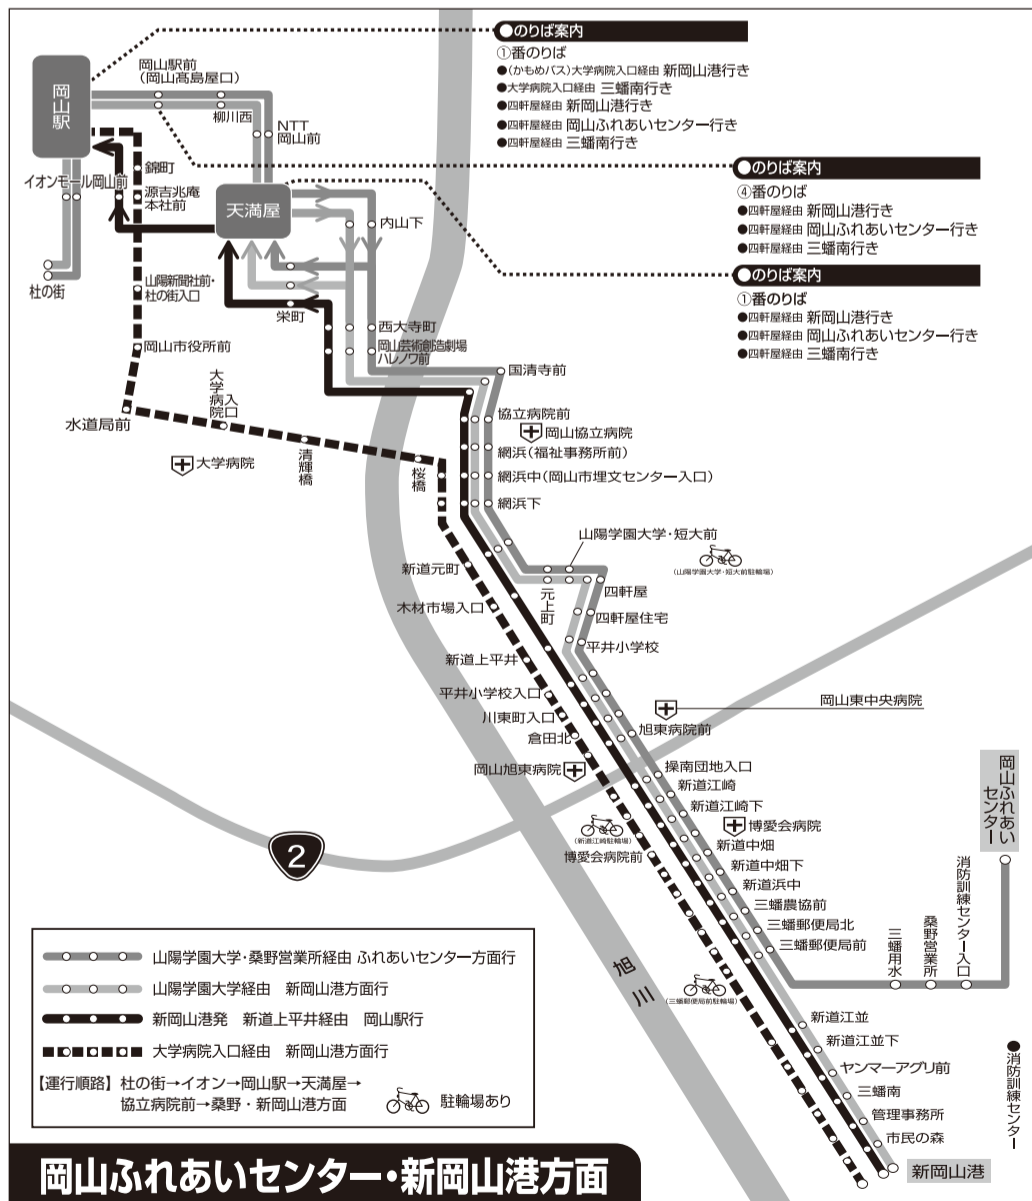 ●のりば案内
①番のりば
●(かもめバス)大学病院入口経由 新岡山港行き
●大学病院入口経由 三蟠南行き
●四軒屋経由 新岡山港行き
●四軒屋経由 岡山ふれあいセンター行き
●四軒屋経由 三蟠南行き
●のりば案内
④番のりば
●四軒屋経由 新岡山港行き
●四軒屋経由 岡山ふれあいセンター行き
●四軒屋経由 三蟠南行き
●のりば案内
①番のりば
●四軒屋経由 新岡山港行き
●四軒屋経由 岡山ふれあいセンター行き
●四軒屋経由 三蟠南行き
岡山駅
岡山駅前
(岡山髙島屋口)
柳川西
NTT
岡山前
錦町
イオンモール岡山前
源吉兆庵
本社前
天満屋
内山下
杜の街
山陽新聞社前・
杜の街入口
栄町
西大寺町
岡山芸術創造劇場
ハレノワ前
岡山市役所前
国清寺前
水道局前
大学病院入口
大学病院
清輝橋
桜橋
協立病院前
岡山協立病院
網浜(福祉事務所前)
網浜中(岡山市埋文センター入口)
網浜下
山陽学園大学・短大前
(山陽学園大学・短大前駐輪場)
新道元町
元上町
四軒屋
木材市場入口
四軒屋住宅
平井小学校
新道上平井
平井小学校入口
川東町入口
倉田北
岡山旭東病院
岡山東中央病院
旭東病院前
操南団地入口
新道江崎
新道江崎下
博愛会病院
(新道江崎駐輪場)
博愛会病院前
新道中畑
新道中畑下
新道浜中
三蟠農協前
三蟠郵便局北
三蟠郵便局前
(三蟠郵便局前駐輪場)
三蟠用水
桑野営業所
消防訓練センター入口
岡山ふれあい
センター
2
旭川
新道江並
新道江並下
ヤンマーアグリ前
三蟠南
管理事務所
市民の森
新岡山港
●消防訓練センター
山陽学園大学・桑野営業所経由 ふれあいセンター方面行
山陽学園大学経由 新岡山港方面行
新岡山港発 新道上平井経由 岡山駅行
大学病院入口経由 新岡山港方面行
【運行順路】 杜の街→イオン→岡山駅→天満屋→
協立病院前→桑野・新岡山港方面
駐輪場あり
岡山ふれあいセンター・新岡山港方面